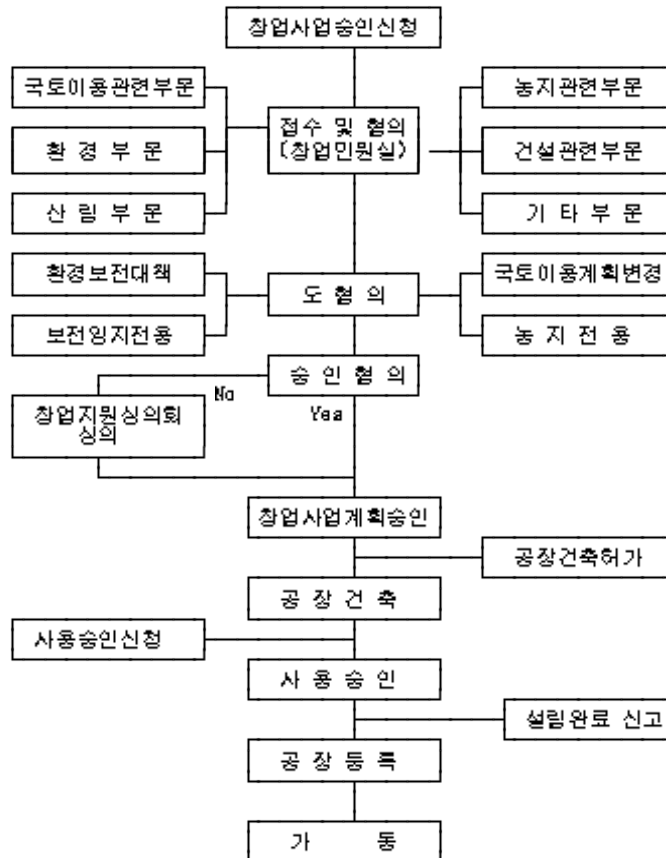 창업사업승인신청
국토이용관련부문
농지관련부문
접수 및 협의
(창업민원실)
환 경 부 문
건설관련부문
산 림 부 문
기 타 부 문
환경보전대책
국토이용계획변경
도 협 의
보전임지전용
농 지 전 용
승 인 협 의
No
Yea
창업지원심의회
심의
창업사업계획승인
공장건축허가
공 장 건 축
사용승인신청
사 용 승 인
설립완료 신고
공 장 등 록
가 동